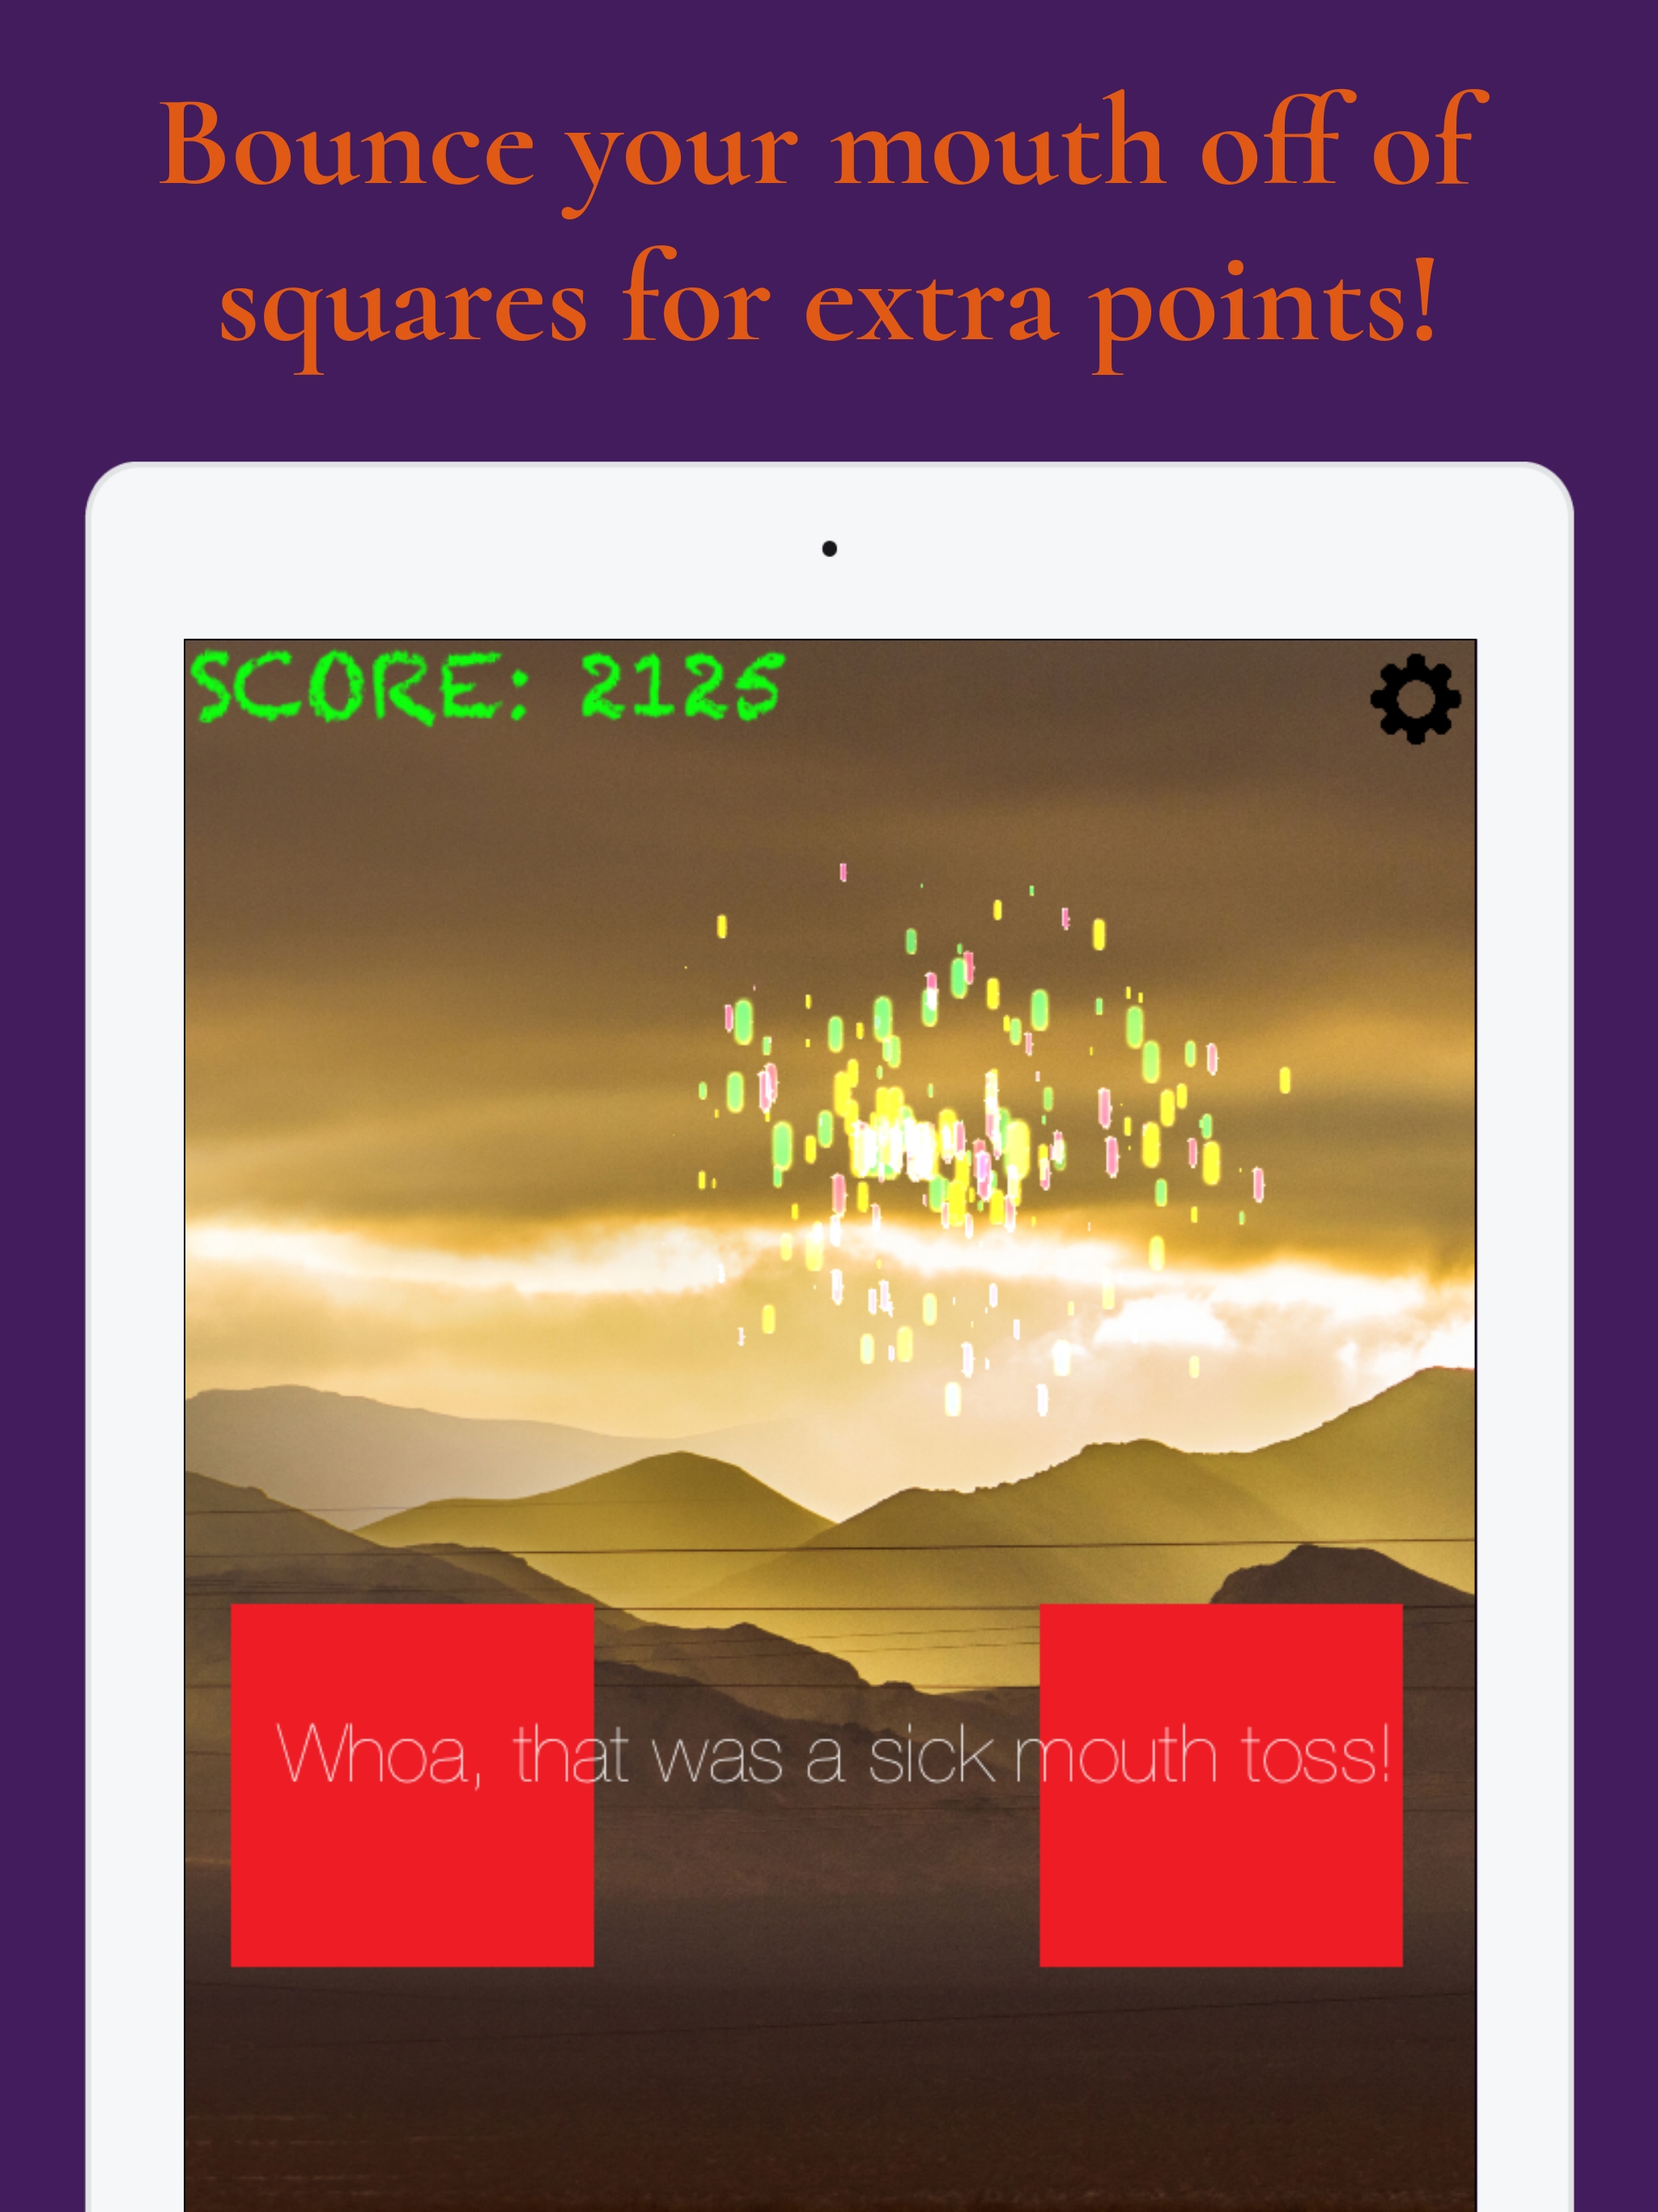 Bounce your mouth off of
squares for extra points!
SCORE: 2125
Whoa, that was a sick mouth toss!